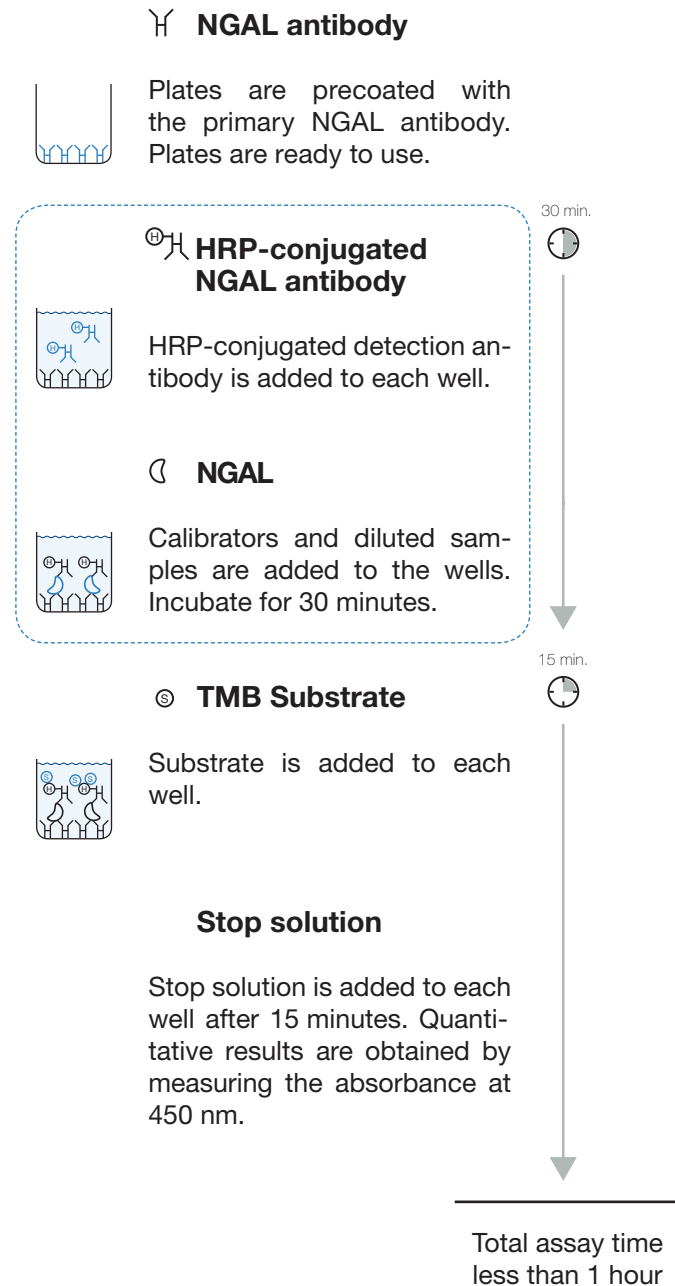 NGAL antibody
Plates are precoated with
the primary NGAL antibody.
Plates are ready to use.
30 min.
H
HRP-conjugated
NGAL antibody
H
H
HRP-conjugated detection an-
tibody is added to each well.
NGAL
H H
Calibrators and diluted sam-
ples are added to the wells.
Incubate for 30 minutes.
15 min.
S TMB Substrate
S S S
H H
Substrate is added to each
well.
Stop solution
Stop solution is added to each
well after 15 minutes. Quanti-
tative results are obtained by
measuring the absorbance at
450 nm.
Total assay time
less than 1 hour